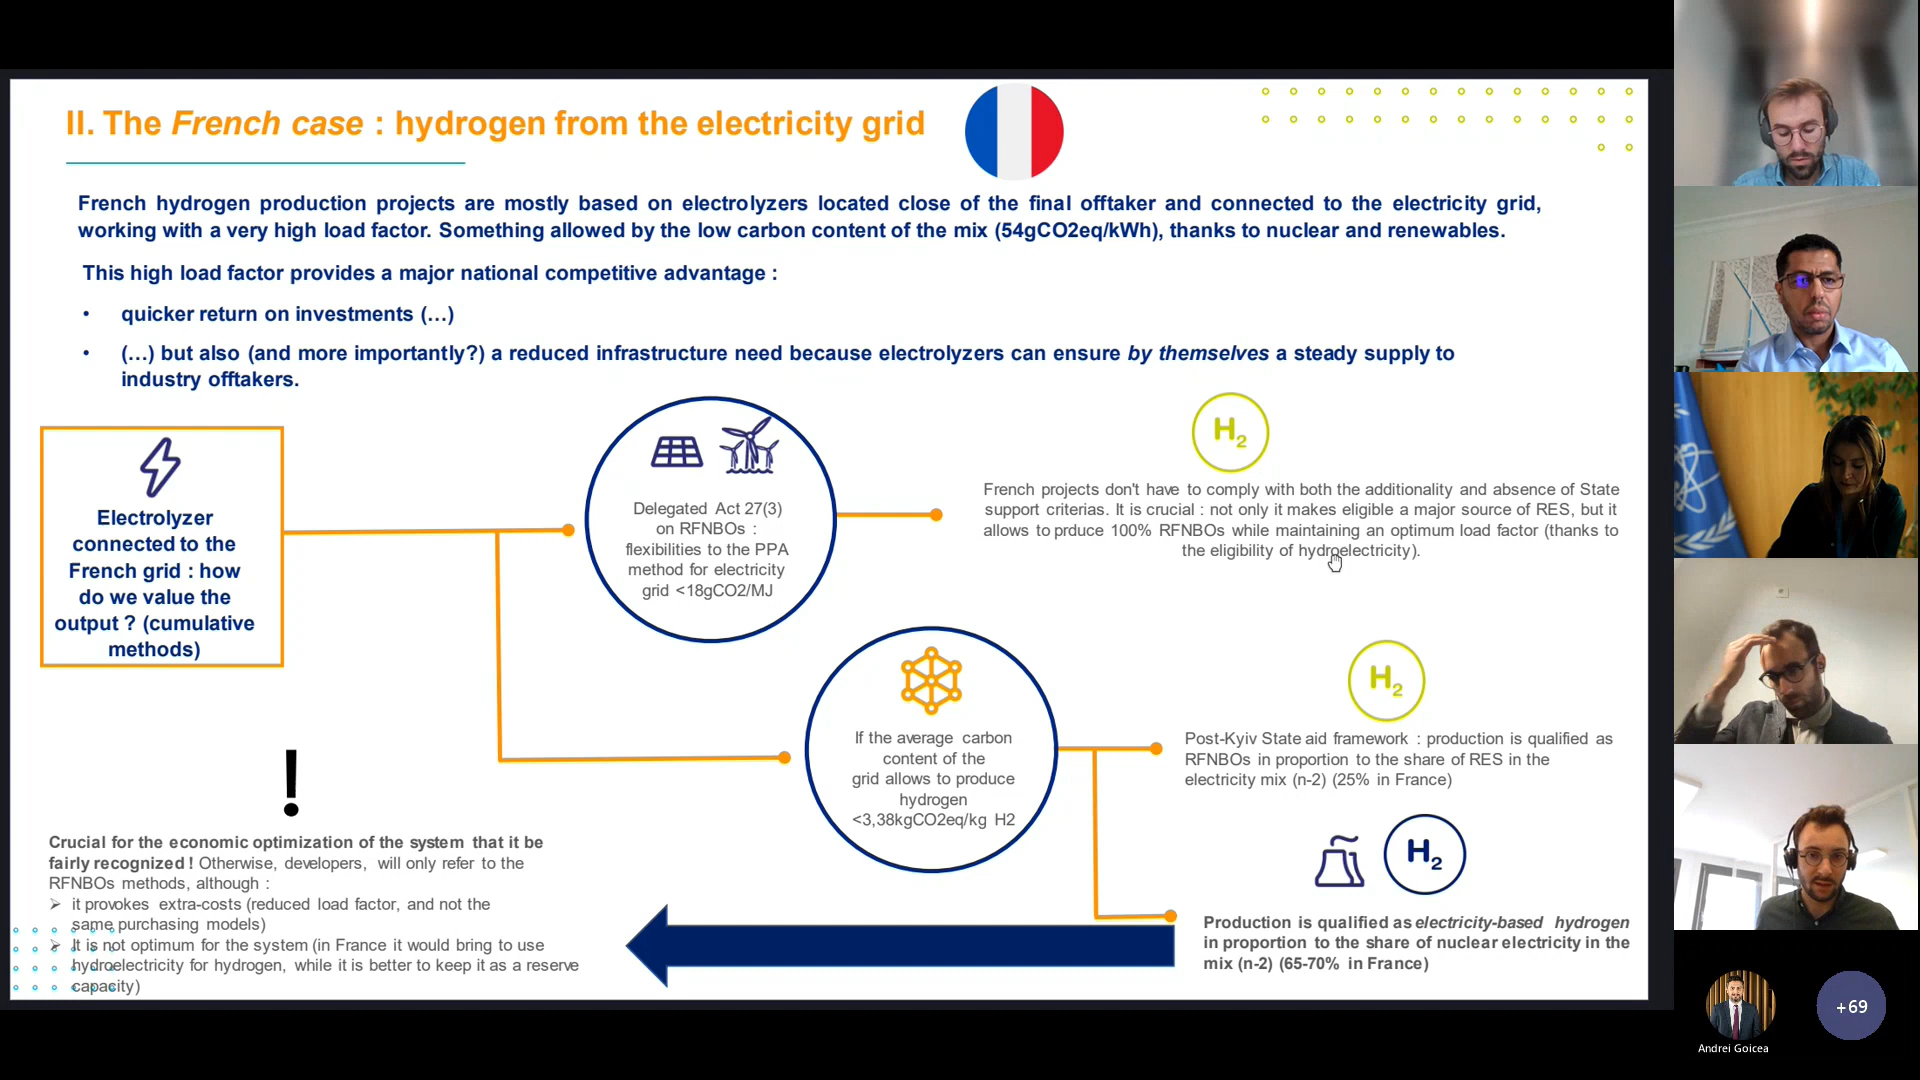 II. The French case : hydrogen from the electricity grid
French hydrogen production projects are mostly based on electrolyzers located close of the final offtaker and connected to the electricity grid,
working with a very high load factor. Something allowed by the low carbon content of the mix (54gCO2eq/kWh), thanks to nuclear and renewables.
This high load factor provides a major national competitive advantage :
• quicker return on investments (…)
• (…) but also (and more importantly?) a reduced infrastructure need because electrolyzers can ensure by themselves a steady supply to
industry offtakers.
Electrolyzer
connected to the
French grid : how
do we value the
output ? (cumulative
methods)
Delegated Act 27(3)
on RFNBOs :
flexibilities to the PPA
method for electricity
grid <18gCO2/MJ
H2
French projects don't have to comply with both the additionality and absence of State
support criterias. It is crucial : not only it makes eligible a major source of RES, but it
allows to prduce 100% RFNBOs while maintaining an optimum load factor (thanks to
the eligibility of hydroelectricity).
If the average carbon
content of the
grid allows to produce
hydrogen
<3,38kgCO2eq/kg H2
H2
Post-Kyiv State aid framework : production is qualified as
RFNBOs in proportion to the share of RES in the
electricity mix (n-2) (25% in France)
H2
Production is qualified as electricity-based hydrogen
in proportion to the share of nuclear electricity in the
mix (n-2) (65-70% in France)
!
Crucial for the economic optimization of the system that it be
fairly recognized ! Otherwise, developers, will only refer to the
RFNBOs methods, although :
➢ it provokes extra-costs (reduced load factor, and not the
same purchasing models)
➢ It is not optimum for the system (in France it would bring to use
hydroelectricity for hydrogen, while it is better to keep it as a reserve
capacity)
+69
Andrei Goicea